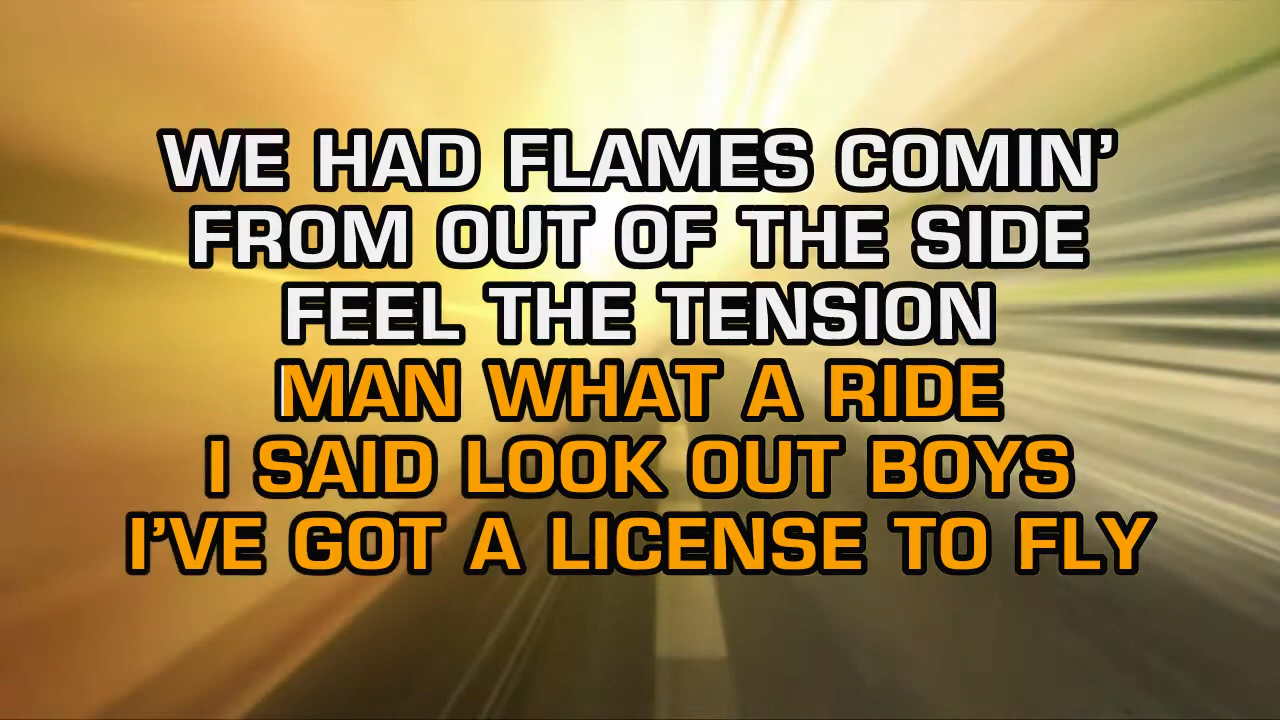 WE HAD FLAMES COMIN'
FROM OUT OF THE SIDE
FEEL THE TENSION
MAN WHAT A RIDE
I SAID LOOK OUT BOYS
I'VE GOT A LICENSE TO FLY